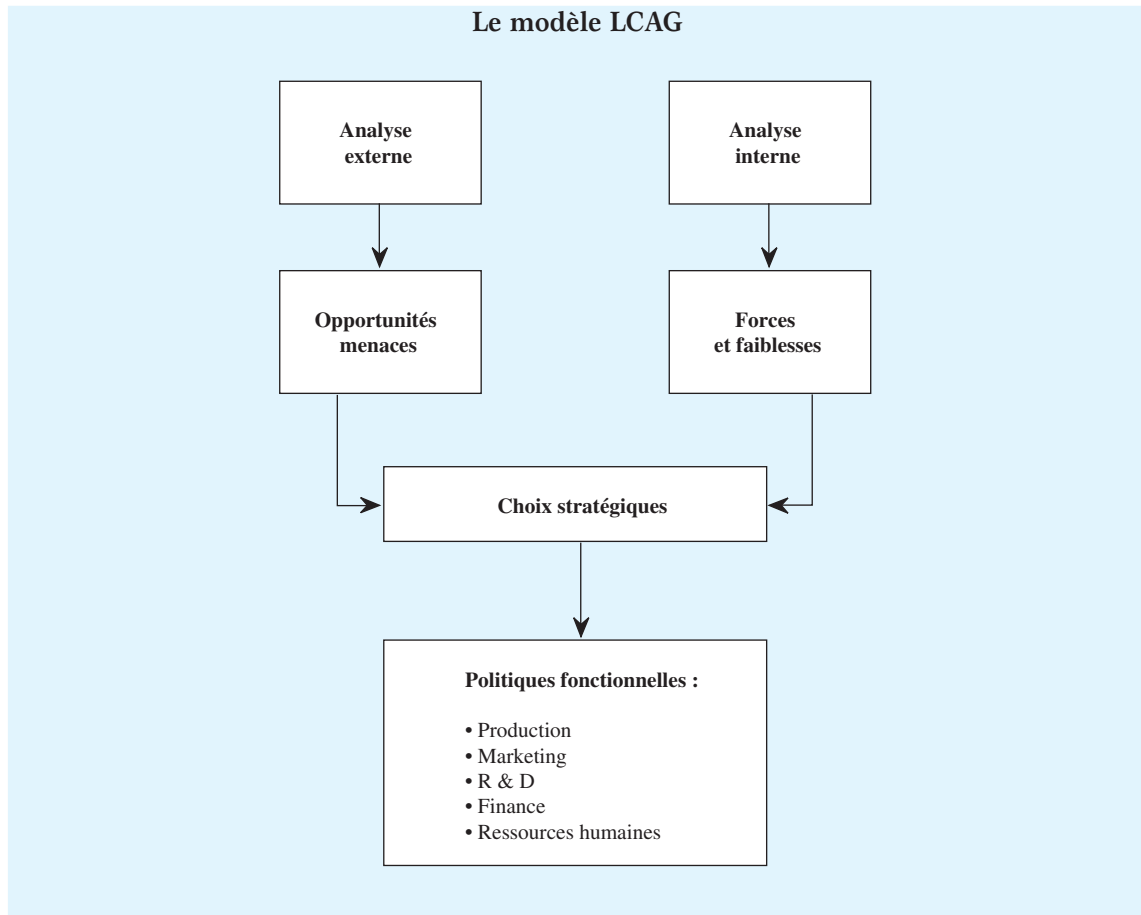 Le modèle LCAG
Analyse
externe
Analyse
interne
Opportunités
menaces
Forces
et faiblesses
Choix stratégiques
Politiques fonctionnelles :
• Production
• Marketing
• R & D
• Finance
• Ressources humaines